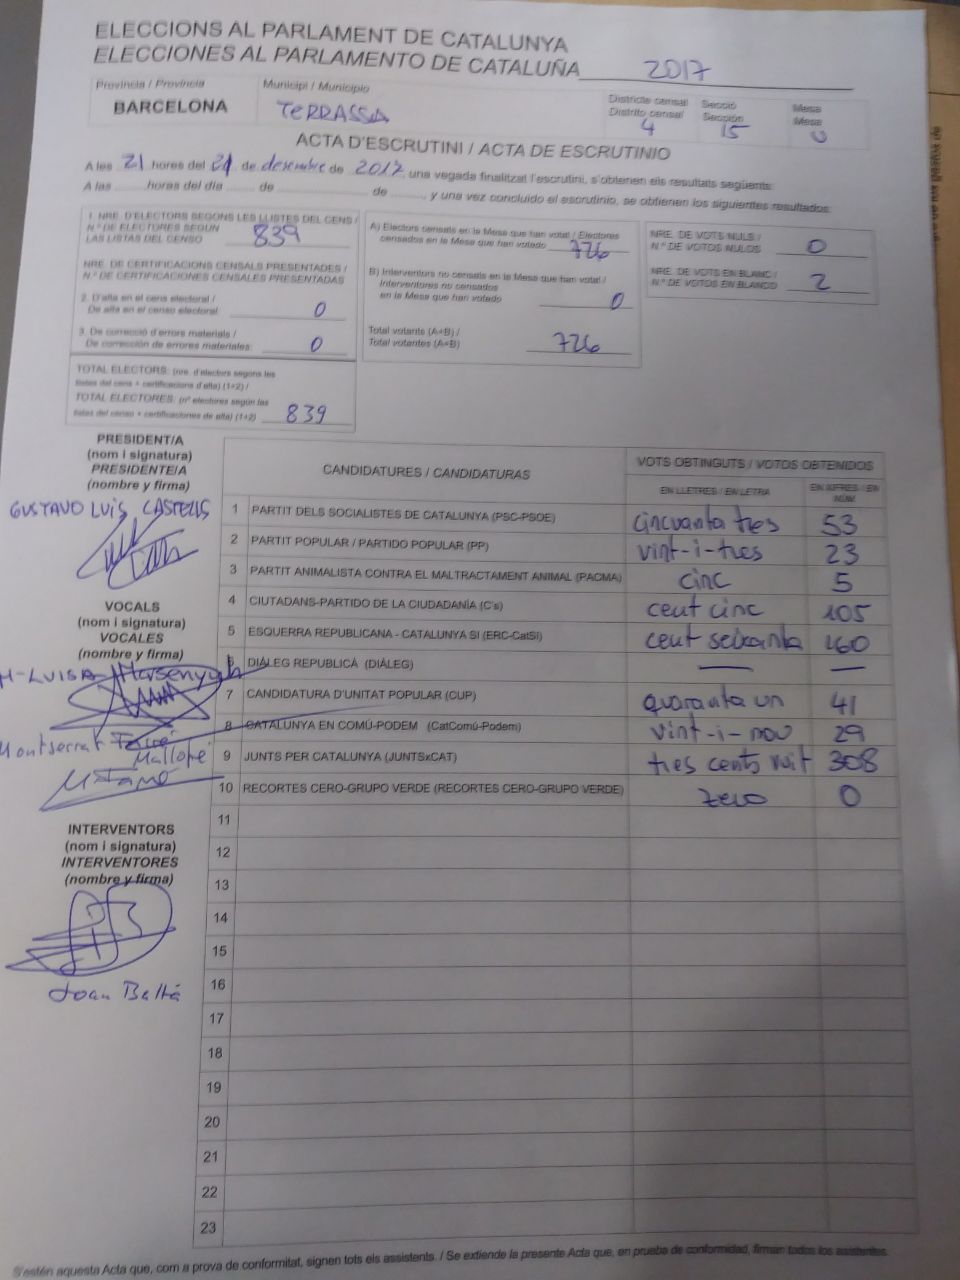 ELECCIONS AL PARLAMENT DE CATALUNYA
ELECCIONES AL PARLAMENTO DE CATALUÑA 2017
Província / Provincia
BARCELONA
Municipi / Municipio
TERRASSA
Districte censal
Distrito censal
4
Secció
Sección
15
Mesa
Mesa
U
ACTA D'ESCRUTINI / ACTA DE ESCRUTINIO
A les 21 hores del 21 de desembre de 2017, una vegada finalitzat l'escrutini, s'obtenen els resultats següents:
A las ......... horas del día ........ de ........................ de ........., y una vez concluido el escrutinio, se obtienen los siguientes resultados:
1. NRE. D'ELECTORS SEGONS LES LLISTES DEL CENS /
N.º DE ELECTORES SEGÚN
LAS LISTAS DEL CENSO 839
NRE. DE CERTIFICACIONS CENSALS PRESENTADES /
N.º DE CERTIFICACIONES CENSALES PRESENTADAS
2. D'alta en el cens electoral /
De alta en el censo electoral 0
3. De correcció d'errors materials /
De corrección de errores materiales: 0
TOTAL ELECTORS: (nre. d'electors segons les
llistes del cens + certificacions d'alta) (1+2) /
TOTAL ELECTORES: (nº electores según las
listas del censo + certificaciones de alta) (1+2) 839
A) Electors censats en la Mesa que han votat / Electores
censados en la Mesa que han votado 726
B) Interventors no censats en la Mesa que han votat /
Interventores no censados
en la Mesa que han votado 0
Total votants (A+B) /
Total votantes (A+B) 726
NRE. DE VOTS NULS /
N.º DE VOTOS NULOS 0
NRE. DE VOTS EN BLANC /
N.º DE VOTOS EN BLANCO 2
PRESIDENT/A
(nom i signatura)
PRESIDENTE/A
(nombre y firma)
GUSTAVO LUIS CASTELLS
VOCALS
(nom i signatura)
VOCALES
(nombre y firma)
M-LUISA
Montserrat
INTERVENTORS
(nom i signatura)
INTERVENTORES
(nombre y firma)
Joan Baltà
CANDIDATURES / CANDIDATURAS
VOTS OBTINGUTS / VOTOS OBTENIDOS
EN LLETRES / EN LETRA
EN XIFRES / EN NÚM.
1 PARTIT DELS SOCIALISTES DE CATALUNYA (PSC-PSOE) cincuanta tres 53
2 PARTIT POPULAR / PARTIDO POPULAR (PP) vint-i-tres 23
3 PARTIT ANIMALISTA CONTRA EL MALTRACTAMENT ANIMAL (PACMA) cinc 5
4 CIUTADANS-PARTIDO DE LA CIUDADANÍA (C's) cent cinc 105
5 ESQUERRA REPUBLICANA - CATALUNYA SÍ (ERC-CatSí) cent seixanta 160
6 DIÀLEG REPUBLICÀ (DIÀLEG) — —
7 CANDIDATURA D'UNITAT POPULAR (CUP) quaranta un 41
8 CATALUNYA EN COMÚ-PODEM (CatComú-Podem) vint-i-nou 29
9 JUNTS PER CATALUNYA (JUNTSxCAT) tres cents vuit 308
10 RECORTES CERO-GRUPO VERDE (RECORTES CERO-GRUPO VERDE) zero 0
11
12
13
14
15
16
17
18
19
20
21
22
23
S'estén aquesta Acta que, com a prova de conformitat, signen tots els assistents. / Se extiende la presente Acta que, en prueba de conformidad, firman todos los asistentes.